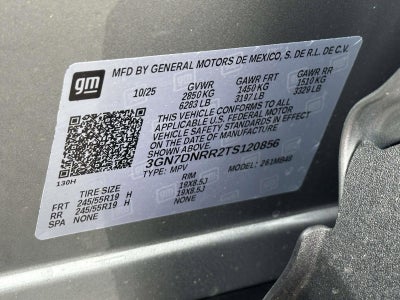 gm
MFD BY GENERAL MOTORS DE MEXICO, S. DE R.L. DE C.V.
10/25 GVWR GAWR FRT GAWR RR
2850 KG 1450 KG 1510 KG
6283 LB 3197 LB 3329 LB
THIS VEHICLE CONFORMS TO ALL
APPLICABLE U.S. FEDERAL MOTOR
VEHICLE SAFETY STANDARDS IN
EFFECT ON THE DATE OF
MANUFACTURE SHOWN ABOVE.
3GN7DNRR2TS120856
TYPE: MPV MODEL: 261MB48
130H
TIRE SIZE RIM
FRT 245/55R19 H 19X8.5J
RR 245/55R19 H 19X8.5J
SPA NONE NONE